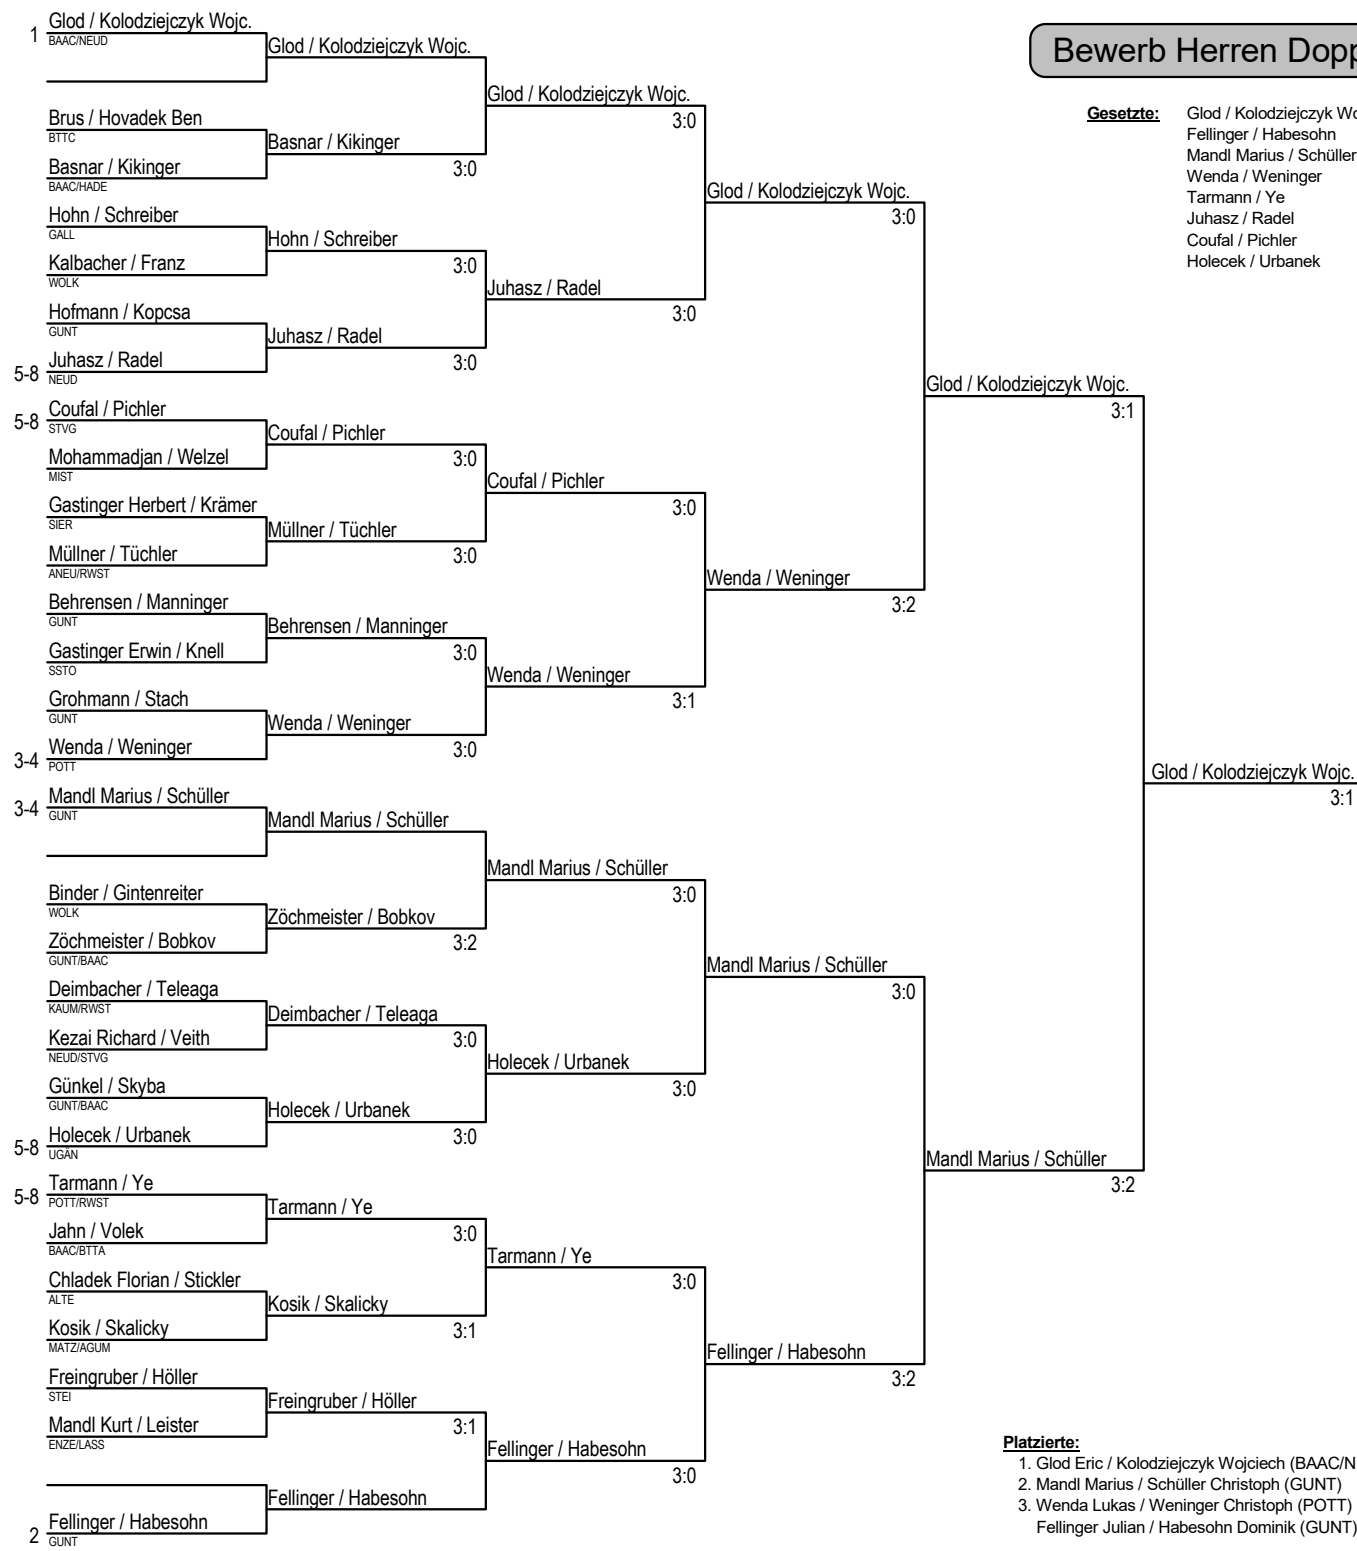 Glod / Kolodziejczyk Wojc.
1
BAAC/NEUD
Brus / Hovadek Ben
BTTC
Basnar / Kikinger
BAAC/HADE
Hohn / Schreiber
GALL
Kalbacher / Franz
WOLK
Hofmann / Kopcsa
GUNT
Juhasz / Radel
5-8
NEUD
Coufal / Pichler
5-8
STVG
Mohammadjan / Welzel
MIST
Gastinger Herbert / Krämer
SIER
Müllner / Tüchler
ANEU/RWST
Behrensen / Manninger
GUNT
Gastinger Erwin / Knell
SSTO
Grohmann / Stach
GUNT
Wenda / Weninger
3-4
POTT
Mandl Marius / Schüller
3-4
GUNT
Binder / Gintenreiter
WOLK
Zöchmeister / Bobkov
GUNT/BAAC
Deimbacher / Teleaga
KAUM/RWST
Kezai Richard / Veith
NEUD/STVG
Günkel / Skyba
GUNT/BAAC
Holecek / Urbanek
5-8
UGÄN
Tarmann / Ye
5-8
POTT/RWST
Jahn / Volek
BAAC/BTTA
Chladek Florian / Stickler
ALTE
Kosik / Skalicky
MATZ/AGUM
Freingruber / Höller
STEI
Mandl Kurt / Leister
ENZE/LASS
Fellinger / Habesohn
2
GUNT
Glod / Kolodziejczyk Wojc.
Basnar / Kikinger
3:0
Hohn / Schreiber
3:0
Juhasz / Radel
3:0
Coufal / Pichler
3:0
Müllner / Tüchler
3:0
Behrensen / Manninger
3:0
Wenda / Weninger
3:0
Mandl Marius / Schüller
Zöchmeister / Bobkov
3:2
Deimbacher / Teleaga
3:0
Holecek / Urbanek
3:0
Tarmann / Ye
3:0
Kosik / Skalicky
3:1
Freingruber / Höller
3:1
Fellinger / Habesohn
Glod / Kolodziejczyk Wojc.
3:0
Juhasz / Radel
3:0
Coufal / Pichler
3:0
Wenda / Weninger
3:1
Mandl Marius / Schüller
3:0
Holecek / Urbanek
3:0
Tarmann / Ye
3:0
Fellinger / Habesohn
3:0
Glod / Kolodziejczyk Wojc.
3:0
Wenda / Weninger
3:2
Mandl Marius / Schüller
3:0
Fellinger / Habesohn
3:2
Glod / Kolodziejczyk Wojc.
3:1
Mandl Marius / Schüller
3:2
Glod / Kolodziejczyk Wojc.
3:1
Bewerb Herren Dopp
Gesetzte: Glod / Kolodziejczyk Wo
Fellinger / Habesohn
Mandl Marius / Schüller
Wenda / Weninger
Tarmann / Ye
Juhasz / Radel
Coufal / Pichler
Holecek / Urbanek
Platzierte:
1. Glod Eric / Kolodziejczyk Wojciech (BAAC/N
2. Mandl Marius / Schüller Christoph (GUNT)
3. Wenda Lukas / Weninger Christoph (POTT)
Fellinger Julian / Habesohn Dominik (GUNT)